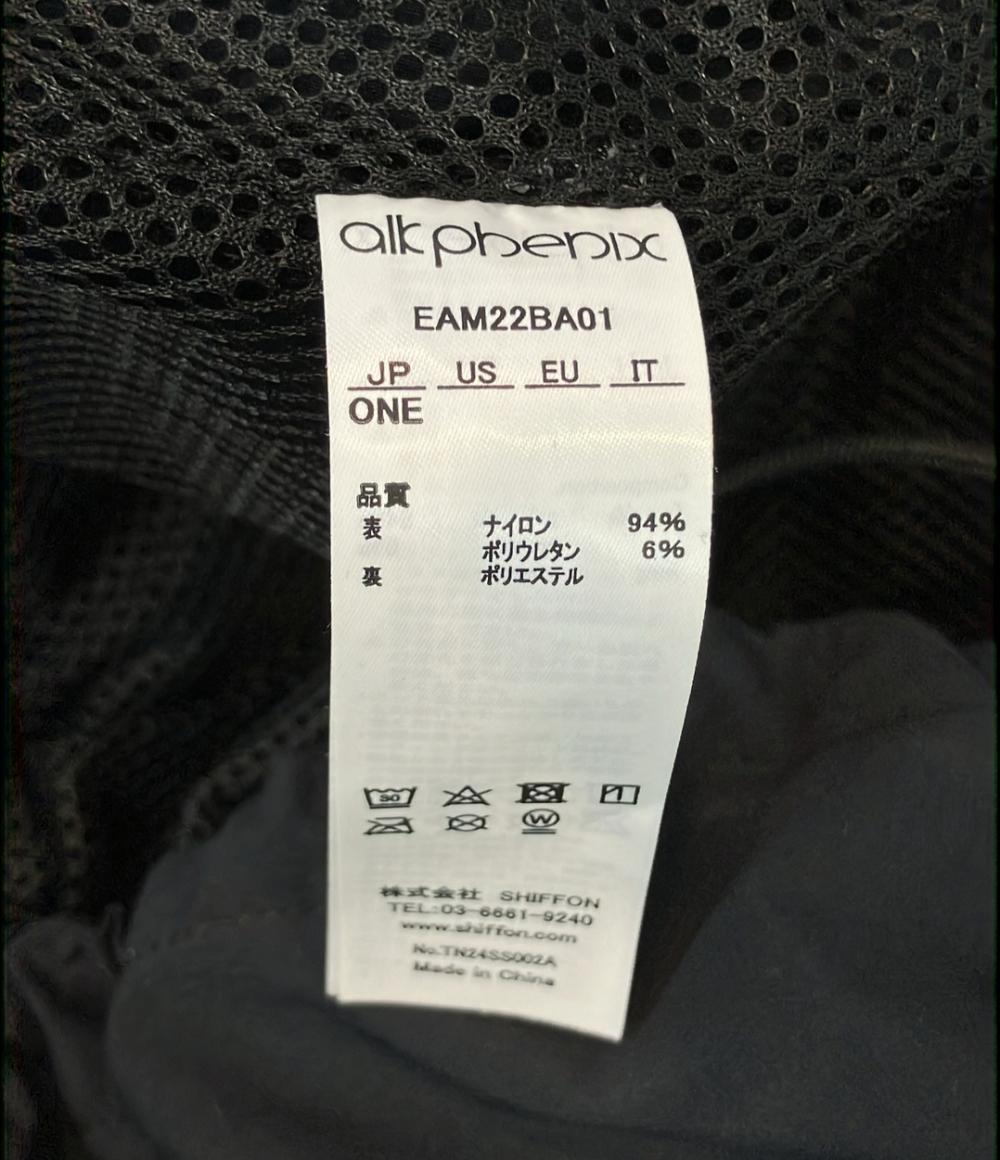 alk phenix
EAM22BA01
JP US EU IT
ONE
品質
表 ナイロン 94%
ポリウレタン 6%
裏 ポリエステル
30
W
株式会社 SHIFFON
TEL:03-6661-9240
www.shiffon.com
No.TN24SS002A
Made in China